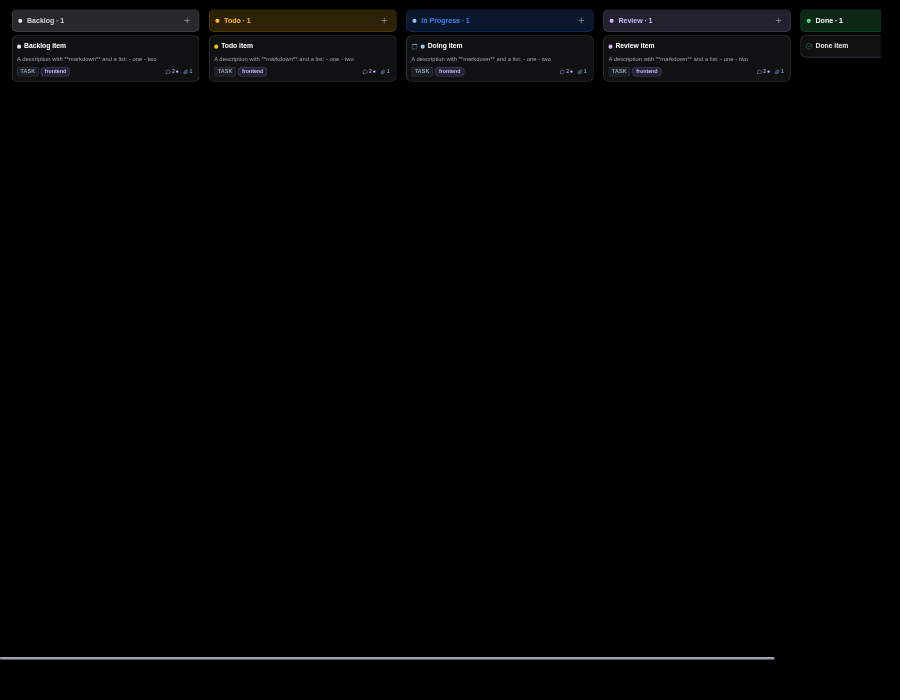 Backlog · 1
Backlog item
A description with **markdown** and a list: - one - two
TASK frontend 2 1
Todo · 1
Todo item
A description with **markdown** and a list: - one - two
TASK frontend 2 1
In Progress · 1
Doing item
A description with **markdown** and a list: - one - two
TASK frontend 2 1
Review · 1
Review item
A description with **markdown** and a list: - one - two
TASK frontend 2 1
Done · 1
Done item